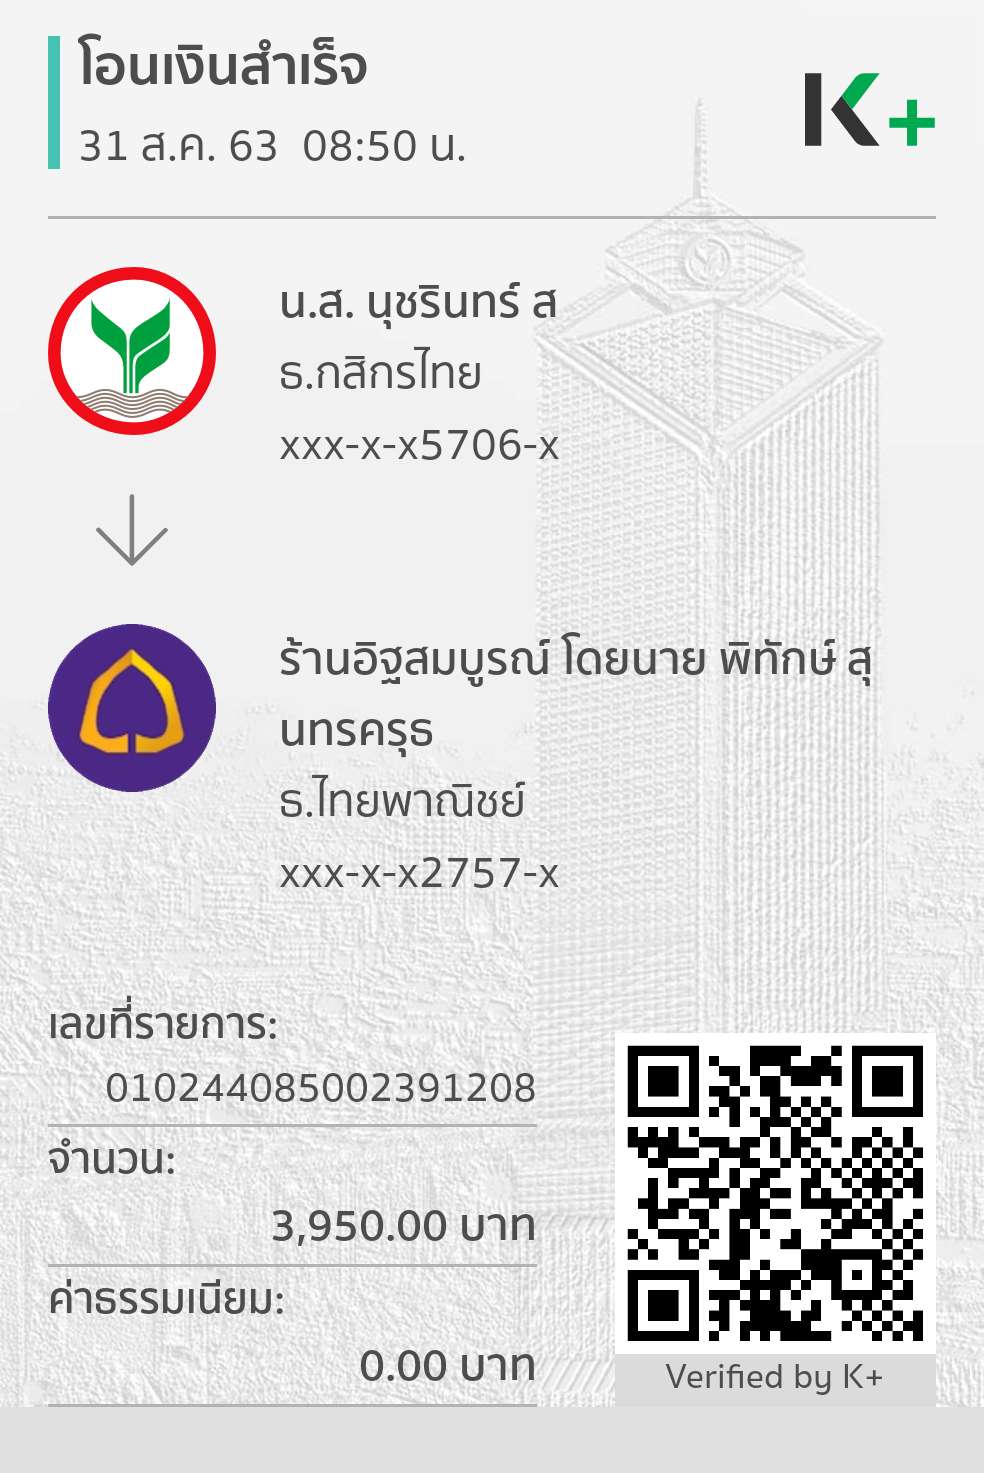 โอนเงินสำเร็จ
31 ส.ค. 63 08:50 น.
K+
น.ส. นุชรินทร์ ส
ธ.กสิกรไทย
xxx-x-x5706-x
ร้านอิฐสมบูรณ์ โดยนาย พิทักษ์ สุ
นทรครุธ
ธ.ไทยพาณิชย์
xxx-x-x2757-x
เลขที่รายการ:
010244085002391208
จำนวน:
3,950.00 บาท
ค่าธรรมเนียม:
0.00 บาท
Verified by K+